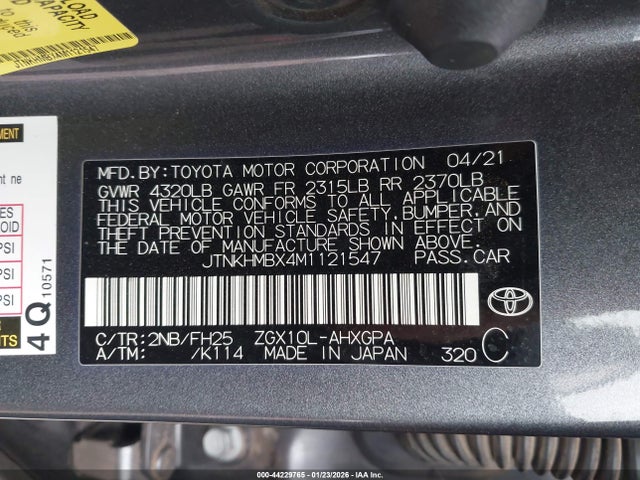 CAPACITY
JTNKHMBX4M1121547
MFD.BY:TOYOTA MOTOR CORPORATION 04/21
GVWR 4320LB GAWR FR 2315LB RR 2370LB
THIS VEHICLE CONFORMS TO ALL APPLICABLE
FEDERAL MOTOR VEHICLE SAFETY,BUMPER,AND
THEFT PREVENTION STANDARDS IN EFFECT ON
THE DATE OF MANUFACTURE SHOWN ABOVE.
JTNKHMBX4M1121547 PASS.CAR
C/TR:2NB/FH25 ZGX10L-AHXGPA
A/TM: /K114 MADE IN JAPAN 320 C
4Q 10571
000-44229765 - 01/23/2026 - IAA Inc.